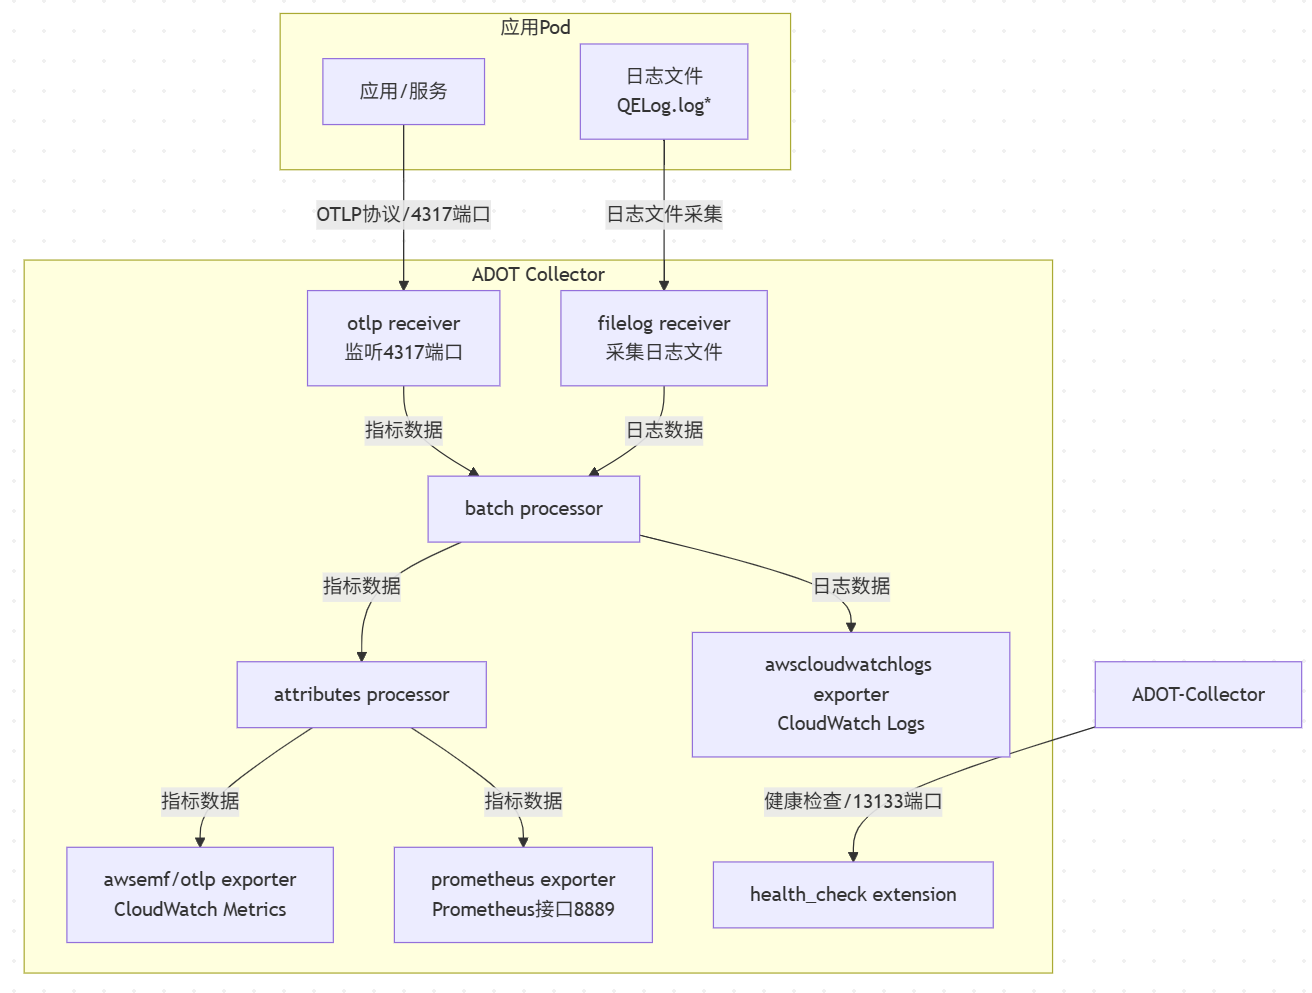 应用Pod
应用/服务
日志文件
QELog.log*
OTLP协议/4317端口
日志文件采集
ADOT Collector
otlp receiver
监听4317端口
filelog receiver
采集日志文件
指标数据
日志数据
batch processor
指标数据
日志数据
attributes processor
awscloudwatchlogs
exporter
CloudWatch Logs
ADOT-Collector
指标数据
指标数据
健康检查/13133端口
awsemf/otlp exporter
CloudWatch Metrics
prometheus exporter
Prometheus接口8889
health_check extension